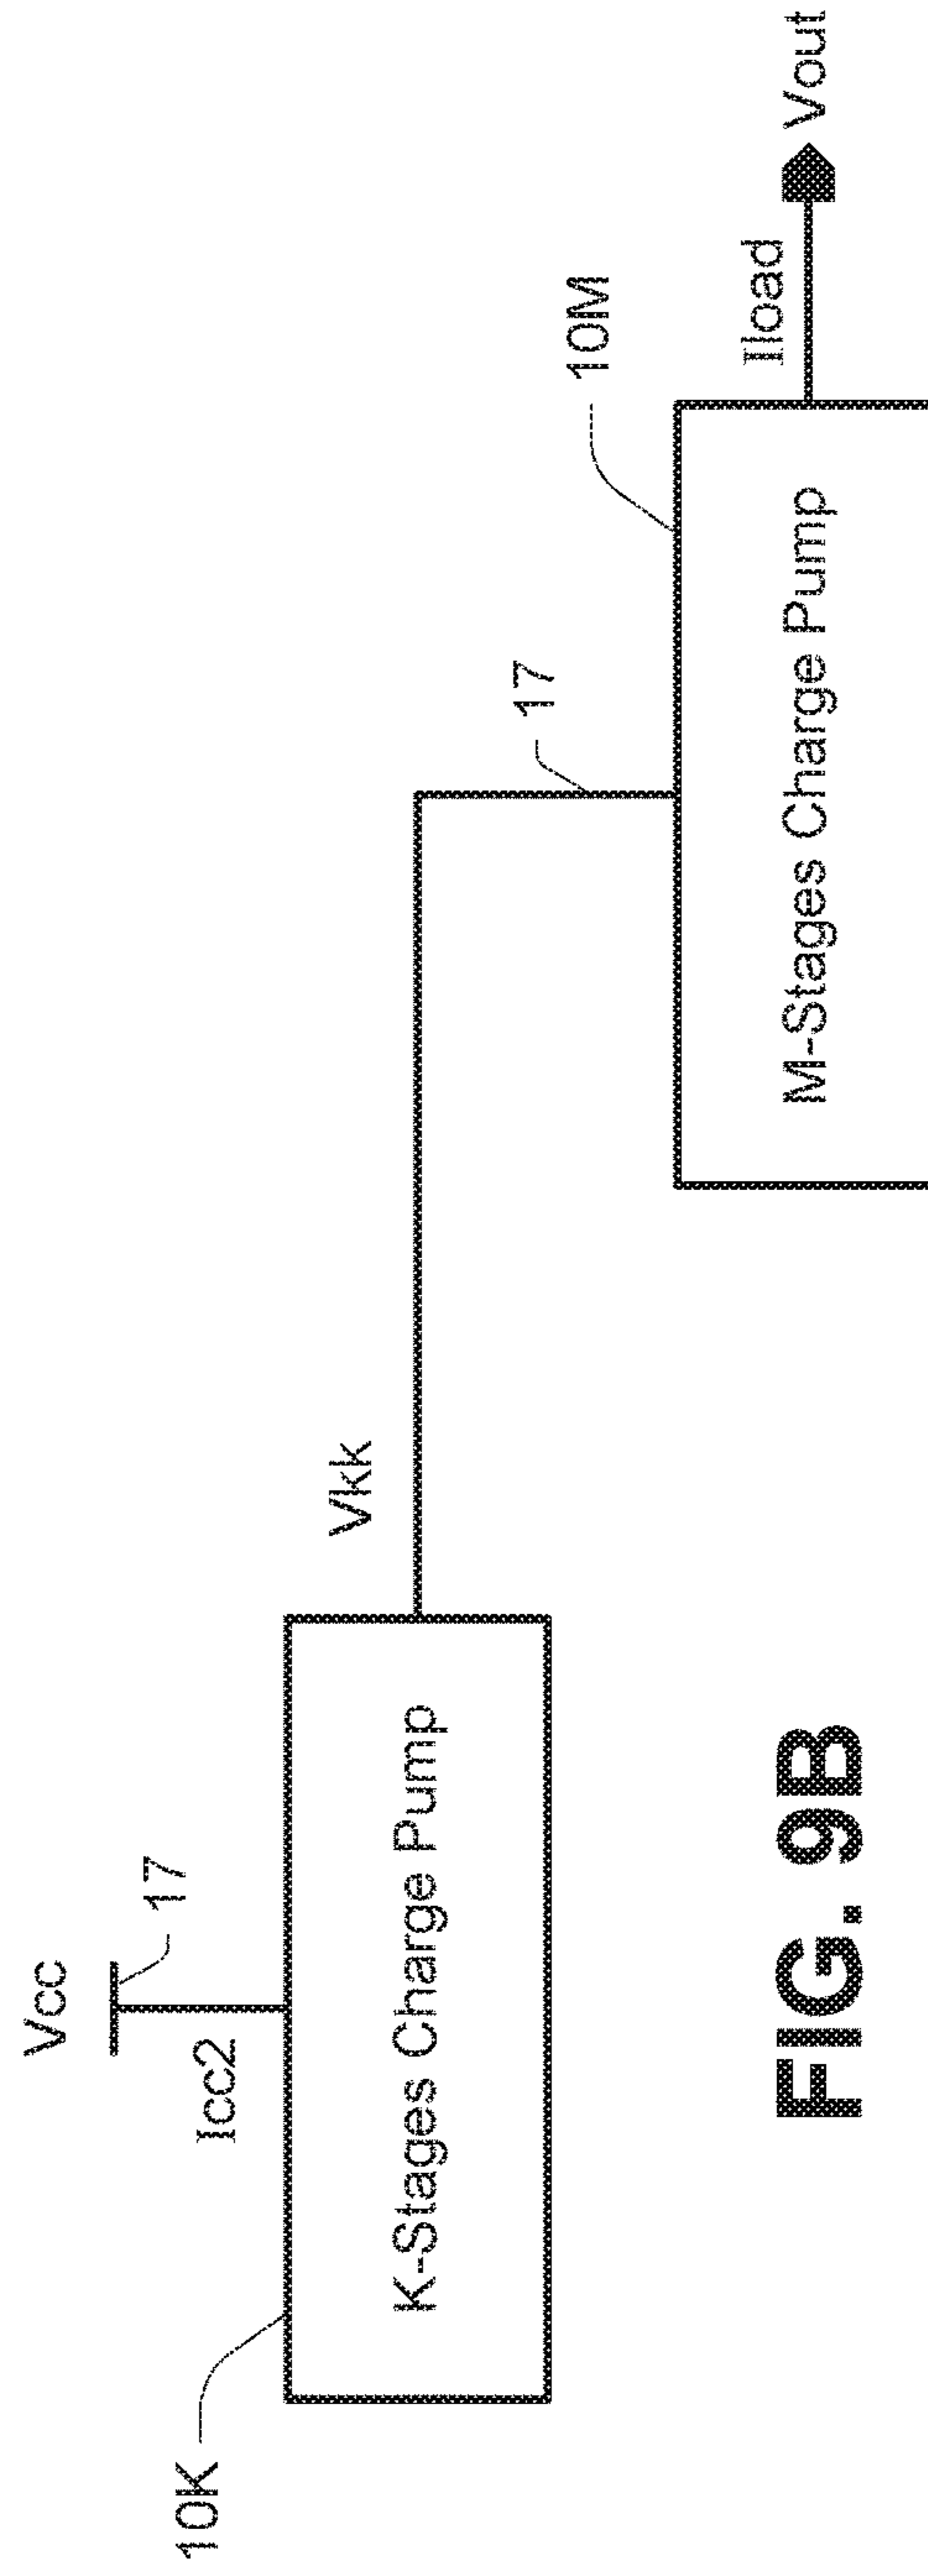 Vcc
17
Icc2
10K
K-Stages Charge Pump
Vkk
17
10M
M-Stages Charge Pump
Iload
Vout
FIG. 9B